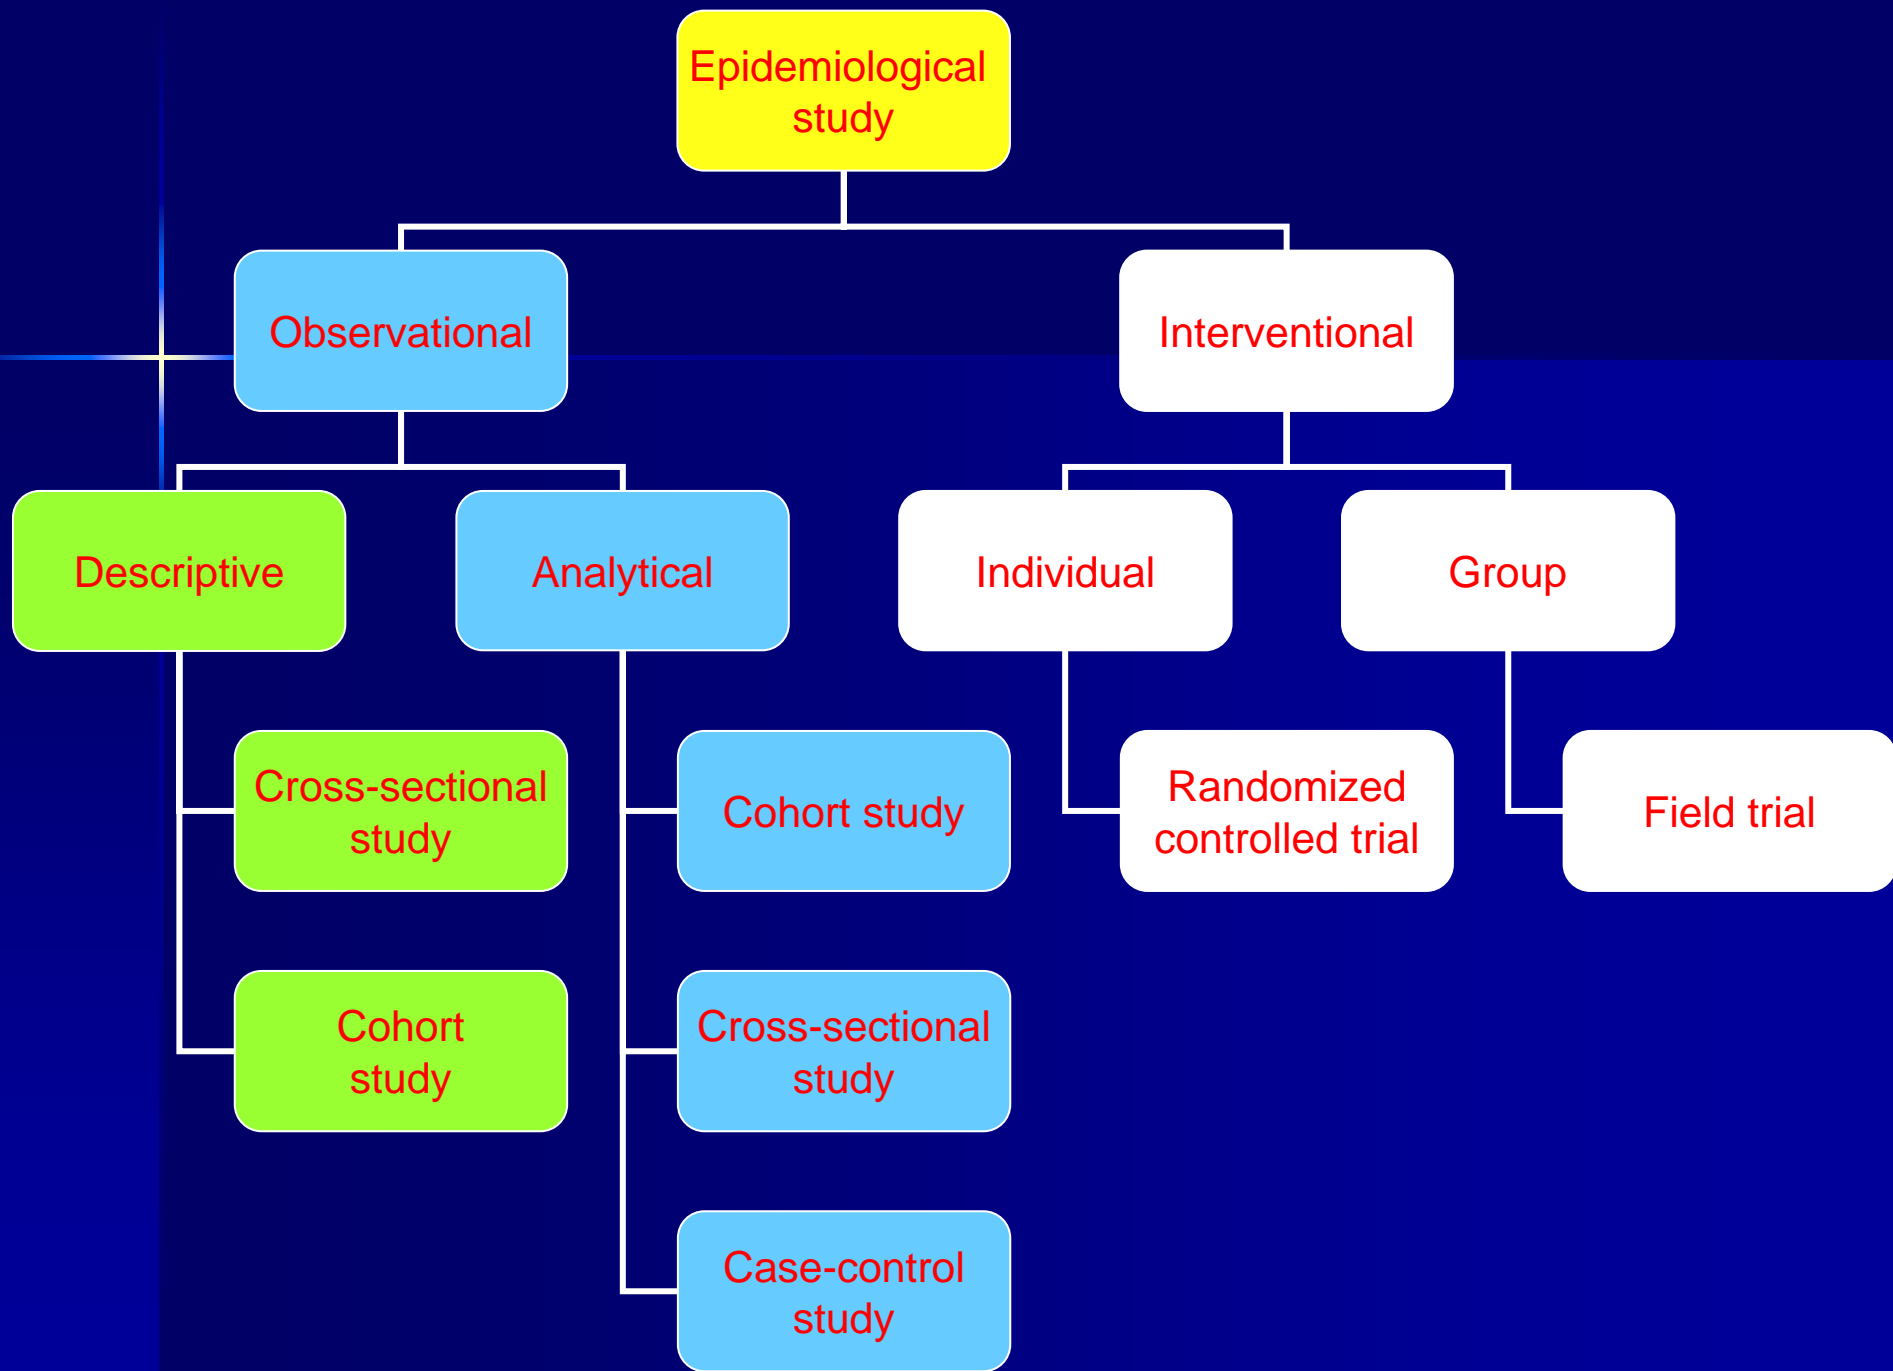 Epidemiological
study
Observational
Interventional
Descriptive
Analytical
Individual
Group
Cross-sectional
study
Cohort study
Randomized
controlled trial
Field trial
Cohort
study
Cross-sectional
study
Case-control
study